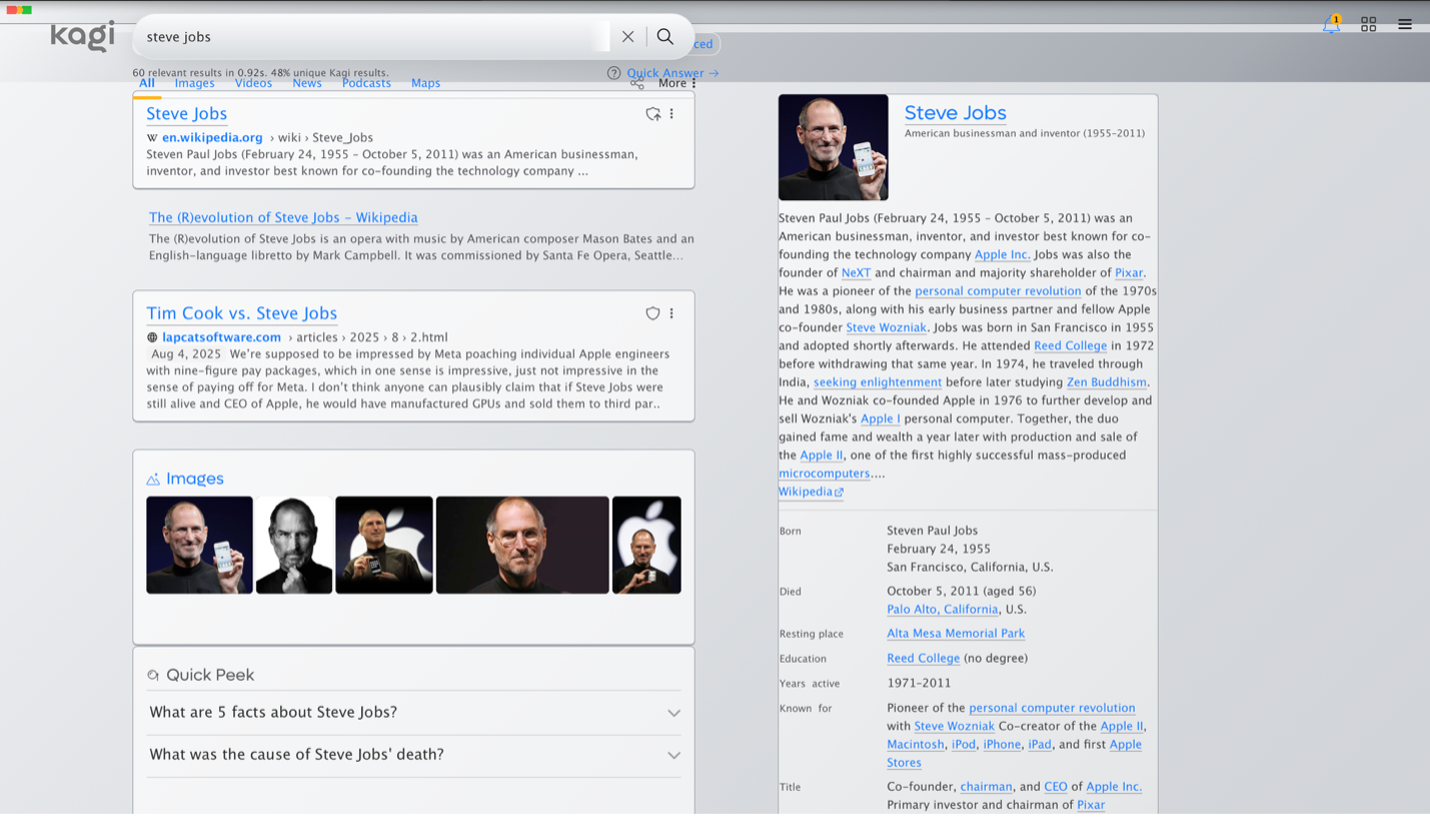 kagi
steve jobs
ced
1
60 relevant results in 0.92s. 48% unique Kagi results.
Quick Answer →
All Images Videos News Podcasts Maps
More
Steve Jobs
W en.wikipedia.org › wiki › Steve_Jobs
Steven Paul Jobs (February 24, 1955 – October 5, 2011) was an American businessman,
inventor, and investor best known for co-founding the technology company ...
The (R)evolution of Steve Jobs – Wikipedia
The (R)evolution of Steve Jobs is an opera with music by American composer Mason Bates and an
English-language libretto by Mark Campbell. It was commissioned by Santa Fe Opera, Seattle...
Tim Cook vs. Steve Jobs
lapcatsoftware.com › articles › 2025 › 8 › 2.html
Aug 4, 2025 We're supposed to be impressed by Meta poaching individual Apple engineers
with nine-figure pay packages, which in one sense is impressive, just not impressive in the
sense of paying off for Meta. I don't think anyone can plausibly claim that if Steve Jobs were
still alive and CEO of Apple, he would have manufactured GPUs and sold them to third par..
Images
Quick Peek
What are 5 facts about Steve Jobs?
What was the cause of Steve Jobs' death?
Steve Jobs
American businessman and inventor (1955–2011)
Steven Paul Jobs (February 24, 1955 – October 5, 2011) was an
American businessman, inventor, and investor best known for co-
founding the technology company Apple Inc. Jobs was also the
founder of NeXT and chairman and majority shareholder of Pixar.
He was a pioneer of the personal computer revolution of the 1970s
and 1980s, along with his early business partner and fellow Apple
co-founder Steve Wozniak. Jobs was born in San Francisco in 1955
and adopted shortly afterwards. He attended Reed College in 1972
before withdrawing that same year. In 1974, he traveled through
India, seeking enlightenment before later studying Zen Buddhism.
He and Wozniak co-founded Apple in 1976 to further develop and
sell Wozniak's Apple I personal computer. Together, the duo
gained fame and wealth a year later with production and sale of
the Apple II, one of the first highly successful mass-produced
microcomputers....
Wikipedia
Born Steven Paul Jobs
February 24, 1955
San Francisco, California, U.S.
Died October 5, 2011 (aged 56)
Palo Alto, California, U.S.
Resting place Alta Mesa Memorial Park
Education Reed College (no degree)
Years active 1971–2011
Known for Pioneer of the personal computer revolution
with Steve Wozniak Co-creator of the Apple II,
Macintosh, iPod, iPhone, iPad, and first Apple
Stores
Title Co-founder, chairman, and CEO of Apple Inc.
Primary investor and chairman of Pixar